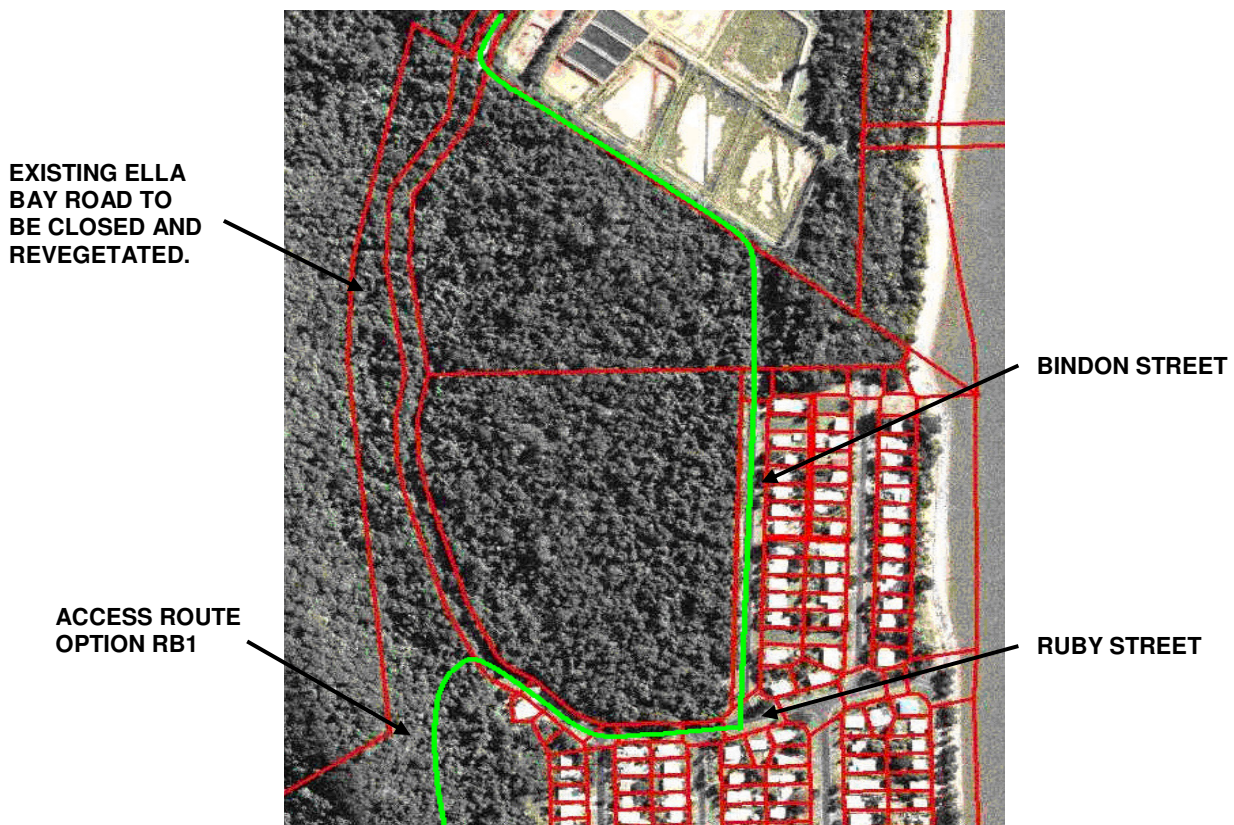 EXISTING ELLA
BAY ROAD TO
BE CLOSED AND
REVEGETATED.
BINDON STREET
ACCESS ROUTE
OPTION RB1
RUBY STREET